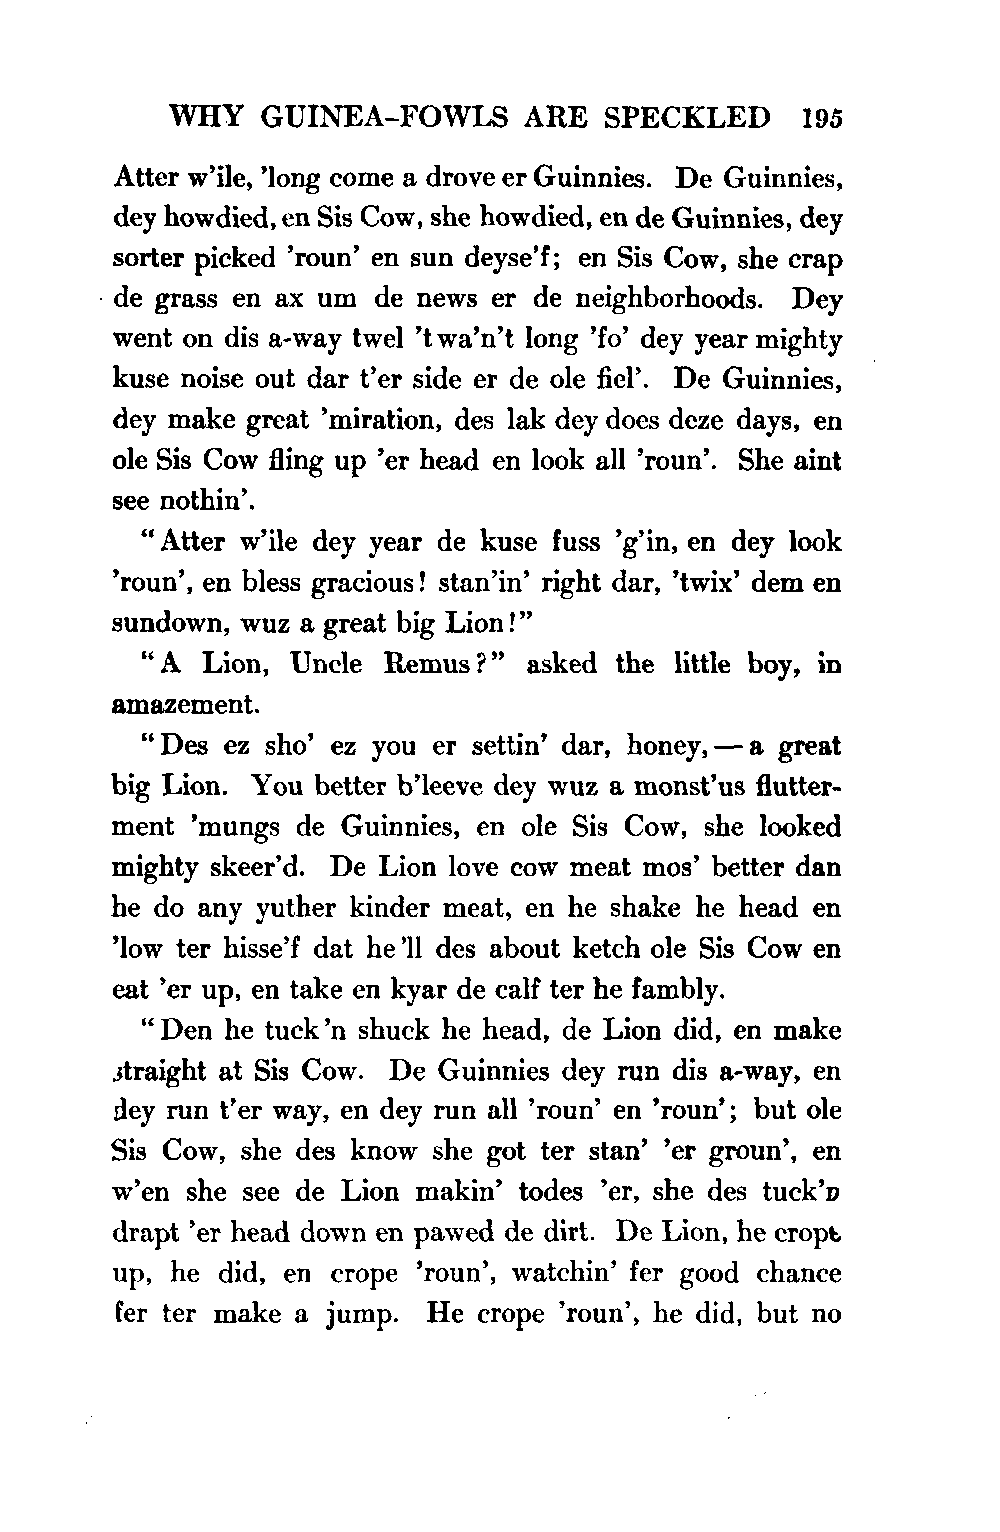 WHY GUINEA-FOWLS ARE SPECKLED 195
Atter w'ile, 'long come a drove er Guinnies. De Guinnies,
dey howdied, en Sis Cow, she howdied, en de Guinnies, dey
sorter picked 'roun' en sun deyse'f; en Sis Cow, she crap
de grass en ax um de news er de neighborhoods. Dey
went on dis a-way twel 'twa'n't long 'fo' dey year mighty
kuse noise out dar t'er side er de ole fiel'. De Guinnies,
dey make great 'miration, des lak dey does deze days, en
ole Sis Cow fling up 'er head en look all 'roun'. She aint
see nothin'.
"Atter w'ile dey year de kuse fuss 'g'in, en dey look
'roun', en bless gracious! stan'in' right dar, 'twix' dem en
sundown, wuz a great big Lion!"
"A Lion, Uncle Remus?" asked the little boy, in
amazement.
"Des ez sho' ez you er settin' dar, honey,—a great
big Lion. You better b'leeve dey wuz a monst'us flutter-
ment 'mungs de Guinnies, en ole Sis Cow, she looked
mighty skeer'd. De Lion love cow meat mos' better dan
he do any yuther kinder meat, en he shake he head en
'low ter hisse'f dat he'll des about ketch ole Sis Cow en
eat 'er up, en take en kyar de calf ter he fambly.
"Den he tuck'n shuck he head, de Lion did, en make
straight at Sis Cow. De Guinnies dey run dis a-way, en
dey run t'er way, en dey run all 'roun' en 'roun'; but ole
Sis Cow, she des know she got ter stan' 'er groun', en
w'en she see de Lion makin' todes 'er, she des tuck'n
drapt 'er head down en pawed de dirt. De Lion, he cropt
up, he did, en crope 'roun', watchin' fer good chance
fer ter make a jump. He crope 'roun', he did, but no